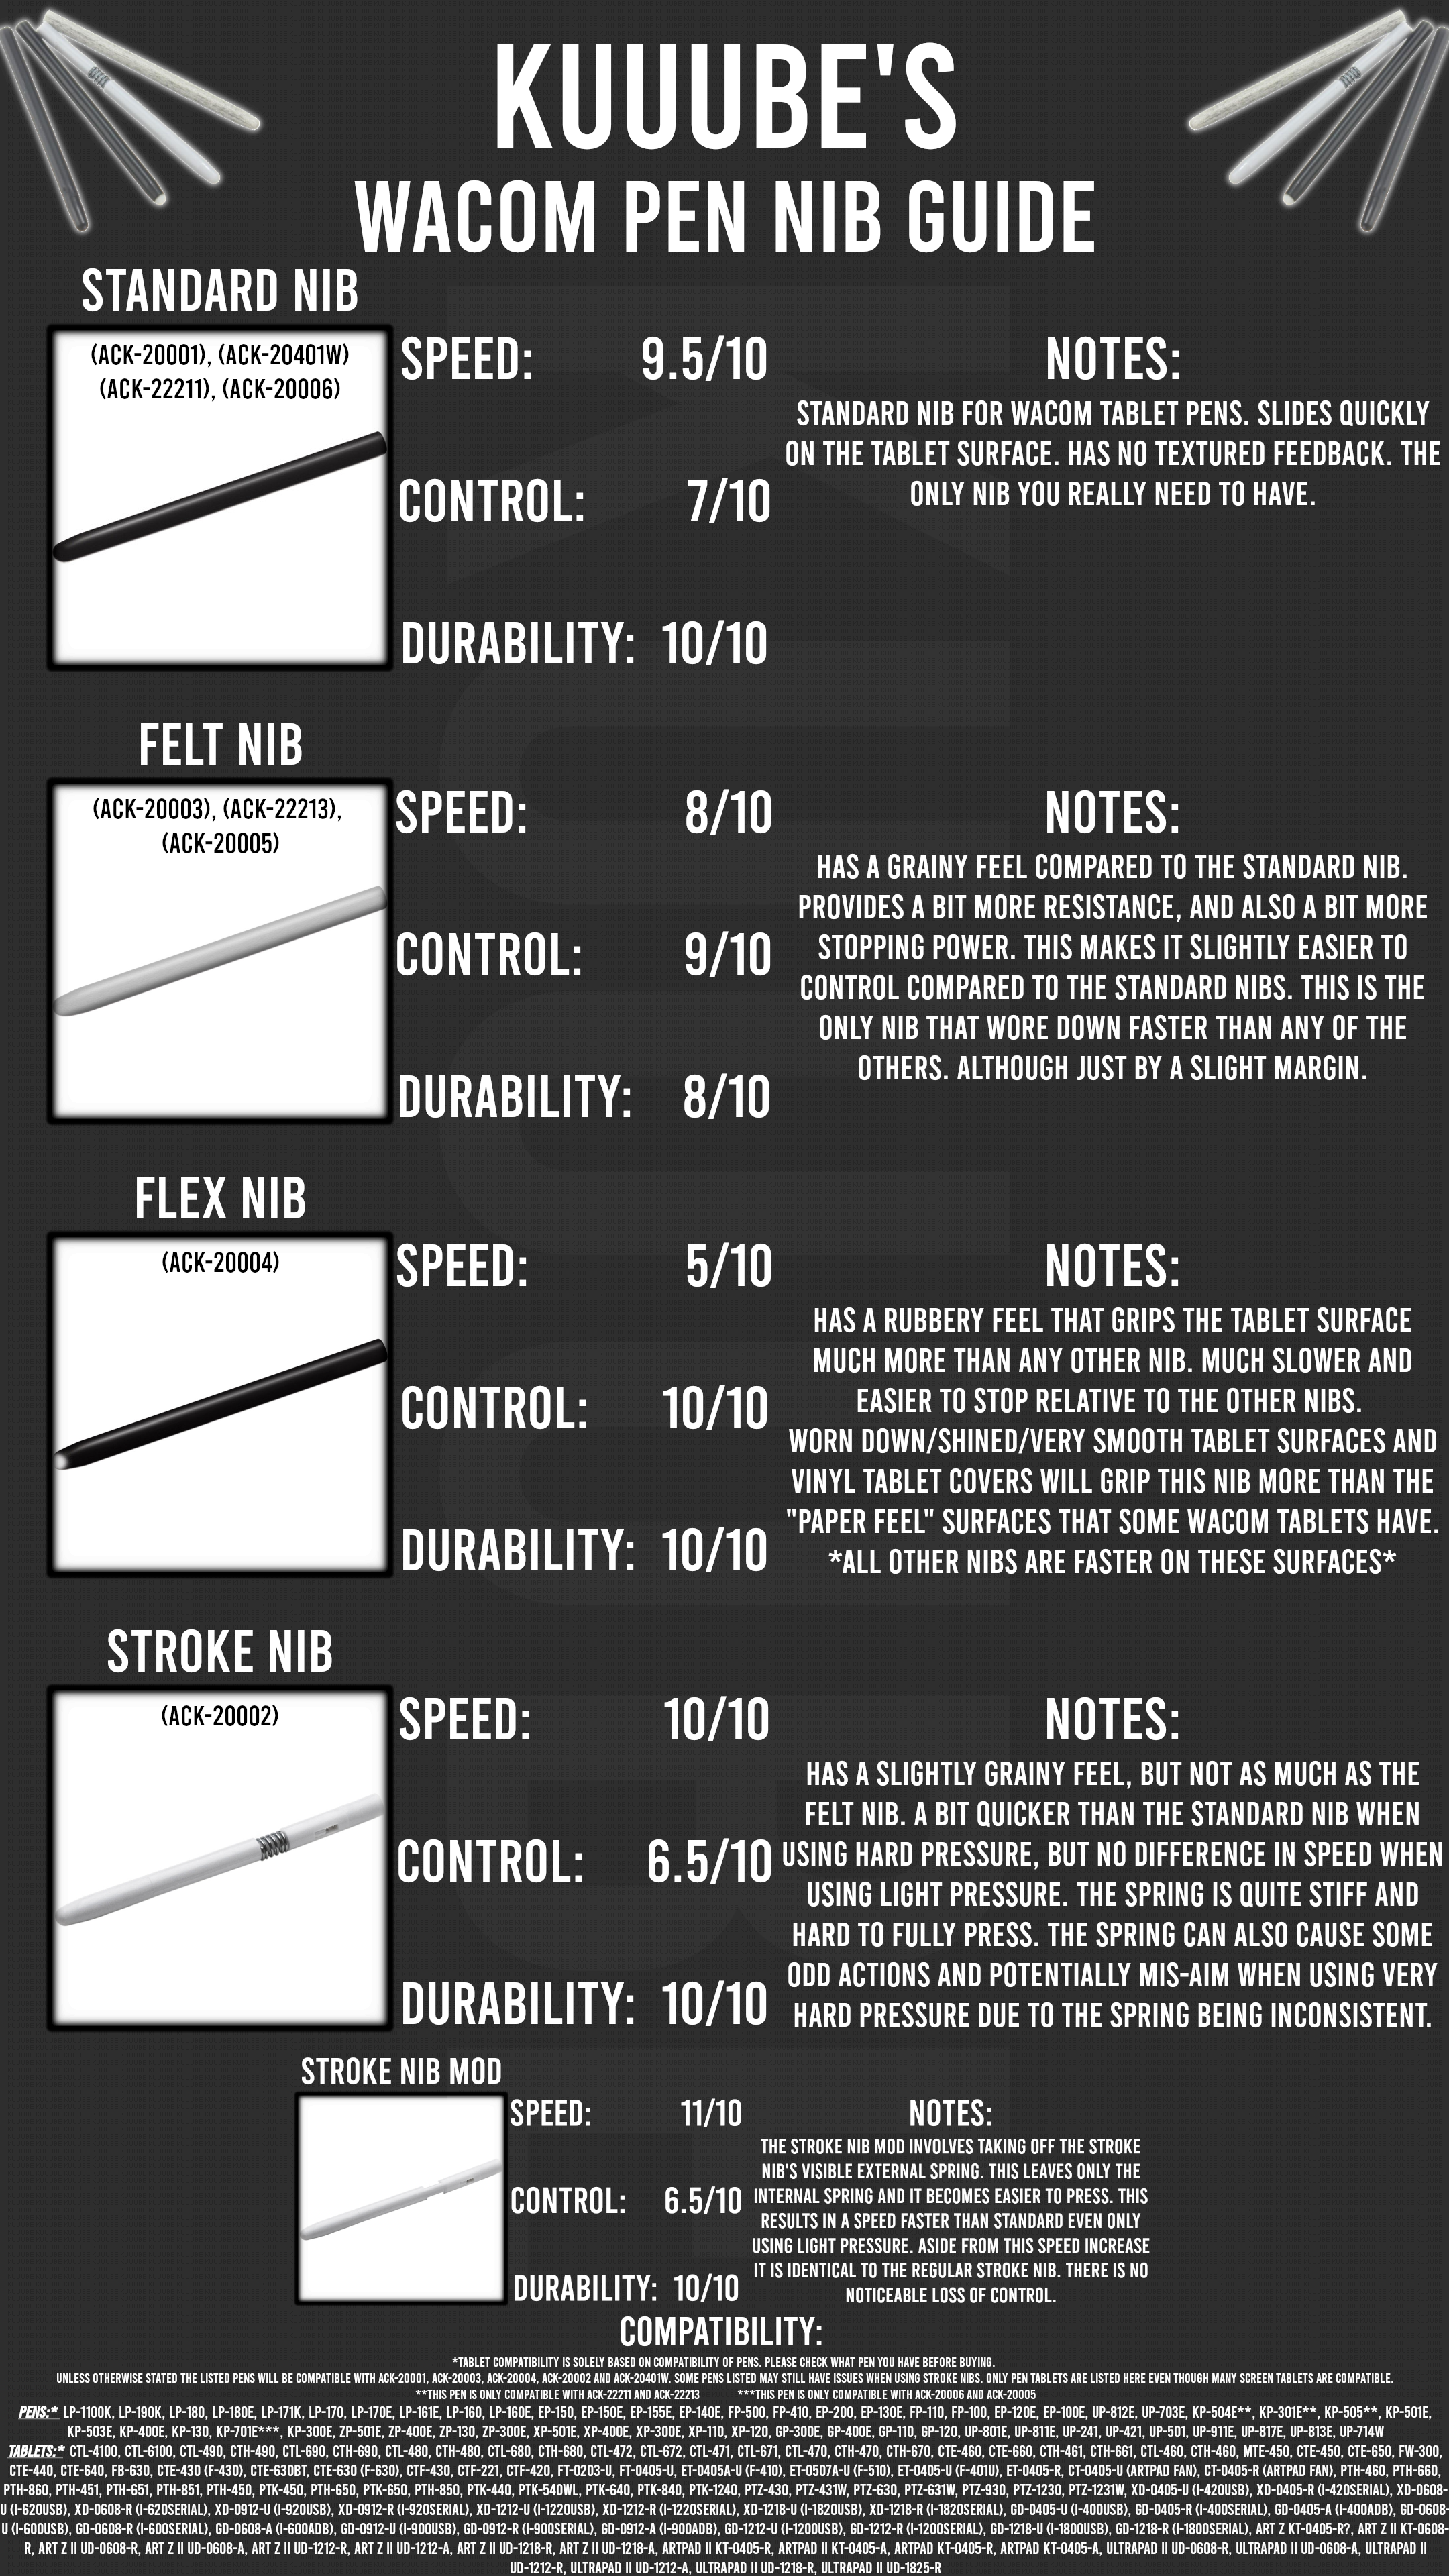 KUUUBE'S
WACOM PEN NIB GUIDE
STANDARD NIB
(ACK-20001), (ACK-20401W)
(ACK-22211), (ACK-20006)
SPEED: 9.5/10
CONTROL: 7/10
DURABILITY: 10/10
NOTES:
STANDARD NIB FOR WACOM TABLET PENS. SLIDES QUICKLY
ON THE TABLET SURFACE. HAS NO TEXTURED FEEDBACK. THE
ONLY NIB YOU REALLY NEED TO HAVE.
FELT NIB
(ACK-20003), (ACK-22213),
(ACK-20005)
SPEED: 8/10
CONTROL: 9/10
DURABILITY: 8/10
NOTES:
HAS A GRAINY FEEL COMPARED TO THE STANDARD NIB.
PROVIDES A BIT MORE RESISTANCE, AND ALSO A BIT MORE
STOPPING POWER. THIS MAKES IT SLIGHTLY EASIER TO
CONTROL COMPARED TO THE STANDARD NIBS. THIS IS THE
ONLY NIB THAT WORE DOWN FASTER THAN ANY OF THE
OTHERS. ALTHOUGH JUST BY A SLIGHT MARGIN.
FLEX NIB
(ACK-20004)
SPEED: 5/10
CONTROL: 10/10
DURABILITY: 10/10
NOTES:
HAS A RUBBERY FEEL THAT GRIPS THE TABLET SURFACE
MUCH MORE THAN ANY OTHER NIB. MUCH SLOWER AND
EASIER TO STOP RELATIVE TO THE OTHER NIBS.
WORN DOWN/SHINED/VERY SMOOTH TABLET SURFACES AND
VINYL TABLET COVERS WILL GRIP THIS NIB MORE THAN THE
"PAPER FEEL" SURFACES THAT SOME WACOM TABLETS HAVE.
*ALL OTHER NIBS ARE FASTER ON THESE SURFACES*
STROKE NIB
(ACK-20002)
SPEED: 10/10
CONTROL: 6.5/10
DURABILITY: 10/10
NOTES:
HAS A SLIGHTLY GRAINY FEEL, BUT NOT AS MUCH AS THE
FELT NIB. A BIT QUICKER THAN THE STANDARD NIB WHEN
USING HARD PRESSURE, BUT NO DIFFERENCE IN SPEED WHEN
USING LIGHT PRESSURE. THE SPRING IS QUITE STIFF AND
HARD TO FULLY PRESS. THE SPRING CAN ALSO CAUSE SOME
ODD ACTIONS AND POTENTIALLY MIS-AIM WHEN USING VERY
HARD PRESSURE DUE TO THE SPRING BEING INCONSISTENT.
STROKE NIB MOD
SPEED: 11/10
CONTROL: 6.5/10
DURABILITY: 10/10
NOTES:
THE STROKE NIB MOD INVOLVES TAKING OFF THE STROKE
NIB'S VISIBLE EXTERNAL SPRING. THIS LEAVES ONLY THE
INTERNAL SPRING AND IT BECOMES EASIER TO PRESS. THIS
RESULTS IN A SPEED FASTER THAN STANDARD EVEN ONLY
USING LIGHT PRESSURE. ASIDE FROM THIS SPEED INCREASE
IT IS IDENTICAL TO THE REGULAR STROKE NIB. THERE IS NO
NOTICEABLE LOSS OF CONTROL.
COMPATIBILITY:
*TABLET COMPATIBILITY IS SOLELY BASED ON COMPATIBILITY OF PENS. PLEASE CHECK WHAT PEN YOU HAVE BEFORE BUYING.
UNLESS OTHERWISE STATED THE LISTED PENS WILL BE COMPATIBLE WITH ACK-20001, ACK-20003, ACK-20004, ACK-20002 AND ACK-20401W. SOME PENS LISTED MAY STILL HAVE ISSUES WHEN USING STROKE NIBS. ONLY PEN TABLETS ARE LISTED HERE EVEN THOUGH MANY SCREEN TABLETS ARE COMPATIBLE.
**THIS PEN IS ONLY COMPATIBLE WITH ACK-22211 AND ACK-22213 ***THIS PEN IS ONLY COMPATIBLE WITH ACK-20006 AND ACK-20005
PENS:* LP-1100K, LP-190K, LP-180, LP-180E, LP-171K, LP-170, LP-170E, LP-161E, LP-160, LP-160E, EP-150, EP-150E, EP-155E, EP-140E, FP-500, FP-410, EP-200, EP-130E, FP-110, FP-100, EP-120E, EP-100E, UP-812E, UP-703E, KP-504E**, KP-301E**, KP-505**, KP-501E,
KP-503E, KP-400E, KP-130, KP-701E***, KP-300E, ZP-501E, ZP-400E, ZP-130, ZP-300E, XP-501E, XP-400E, XP-300E, XP-110, XP-120, GP-300E, GP-400E, GP-110, GP-120, UP-801E, UP-811E, UP-241, UP-421, UP-501, UP-911E, UP-817E, UP-813E, UP-714W
TABLETS:* CTL-4100, CTL-6100, CTL-490, CTH-490, CTL-690, CTH-690, CTL-480, CTH-480, CTL-680, CTH-680, CTL-472, CTL-672, CTL-471, CTL-671, CTL-470, CTH-470, CTH-670, CTE-460, CTE-660, CTH-461, CTH-661, CTL-460, CTH-460, MTE-450, CTE-450, CTE-650, FW-300,
CTE-440, CTE-640, FB-630, CTE-430 (F-430), CTE-630BT, CTE-630 (F-630), CTF-430, CTF-221, CTF-420, FT-0203-U, FT-0405-U, ET-0405A-U (F-410), ET-0507A-U (F-510), ET-0405-U (F-401U), ET-0405-R, CT-0405-U (ARTPAD FAN), CT-0405-R (ARTPAD FAN), PTH-460, PTH-660,
PTH-860, PTH-451, PTH-651, PTH-851, PTH-450, PTK-450, PTH-650, PTK-650, PTH-850, PTK-440, PTK-540WL, PTK-640, PTK-840, PTK-1240, PTZ-430, PTZ-431W, PTZ-630, PTZ-631W, PTZ-930, PTZ-1230, PTZ-1231W, XD-0405-U (I-420USB), XD-0405-R (I-420SERIAL), XD-0608-
U (I-620USB), XD-0608-R (I-620SERIAL), XD-0912-U (I-920USB), XD-0912-R (I-920SERIAL), XD-1212-U (I-1220USB), XD-1212-R (I-1220SERIAL), XD-1218-U (I-1820USB), XD-1218-R (I-1820SERIAL), GD-0405-U (I-400USB), GD-0405-R (I-400SERIAL), GD-0405-A (I-400ADB), GD-0608-
U (I-600USB), GD-0608-R (I-600SERIAL), GD-0608-A (I-600ADB), GD-0912-U (I-900USB), GD-0912-R (I-900SERIAL), GD-0912-A (I-900ADB), GD-1212-U (I-1200USB), GD-1212-R (I-1200SERIAL), GD-1218-U (I-1800USB), GD-1218-R (I-1800SERIAL), ART Z KT-0405-R?, ART Z II KT-0608-
R, ART Z II UD-0608-R, ART Z II UD-0608-A, ART Z II UD-1212-R, ART Z II UD-1212-A, ART Z II UD-1218-R, ART Z II UD-1218-A, ARTPAD II KT-0405-R, ARTPAD II KT-0405-A, ARTPAD KT-0405-R, ARTPAD KT-0405-A, ULTRAPAD II UD-0608-R, ULTRAPAD II UD-0608-A, ULTRAPAD II
UD-1212-R, ULTRAPAD II UD-1212-A, ULTRAPAD II UD-1218-R, ULTRAPAD II UD-1825-R